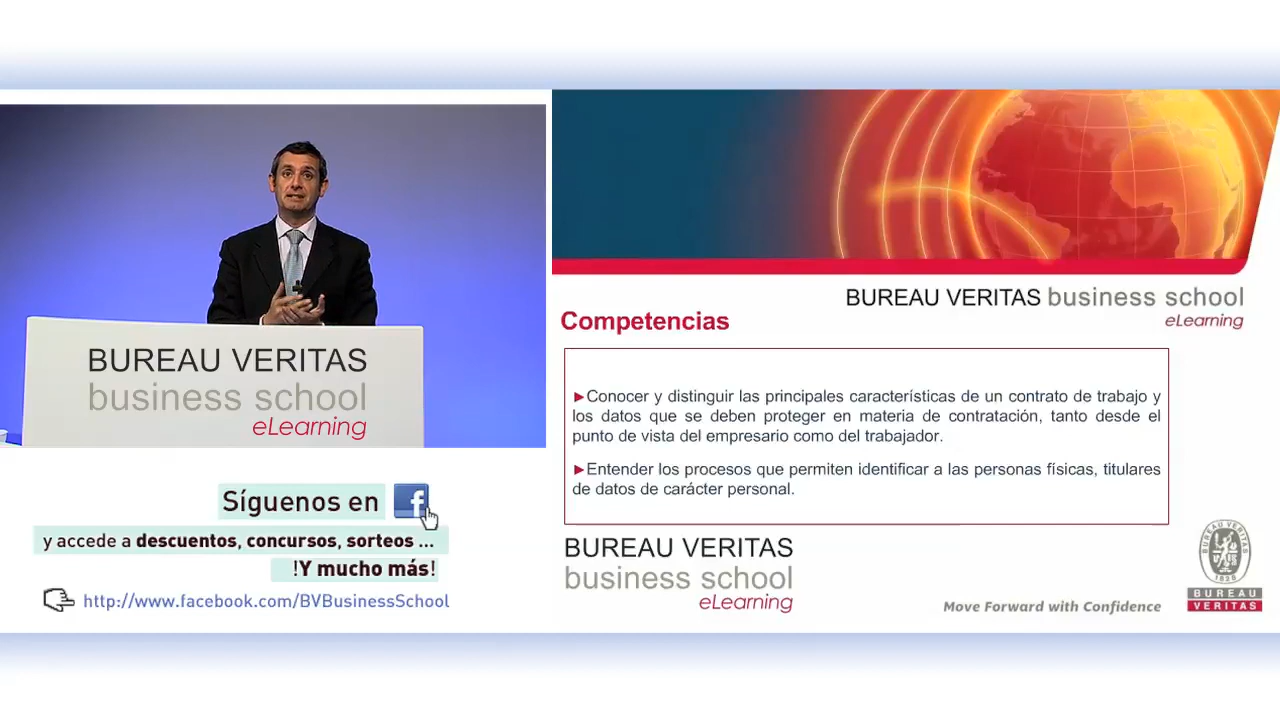 BUREAU VERITAS
business school
eLearning
Síguenos en f
y accede a descuentos, concursos, sorteos ...
!Y mucho más!
http://www.facebook.com/BVBusinessSchool
BUREAU VERITAS business school
eLearning
Competencias
►Conocer y distinguir las principales características de un contrato de trabajo y
los datos que se deben proteger en materia de contratación, tanto desde el
punto de vista del empresario como del trabajador.
►Entender los procesos que permiten identificar a las personas físicas, titulares
de datos de carácter personal.
BUREAU VERITAS
business school
eLearning
Move Forward with Confidence
BUREAU VERITAS
1828
BUREAU
VERITAS